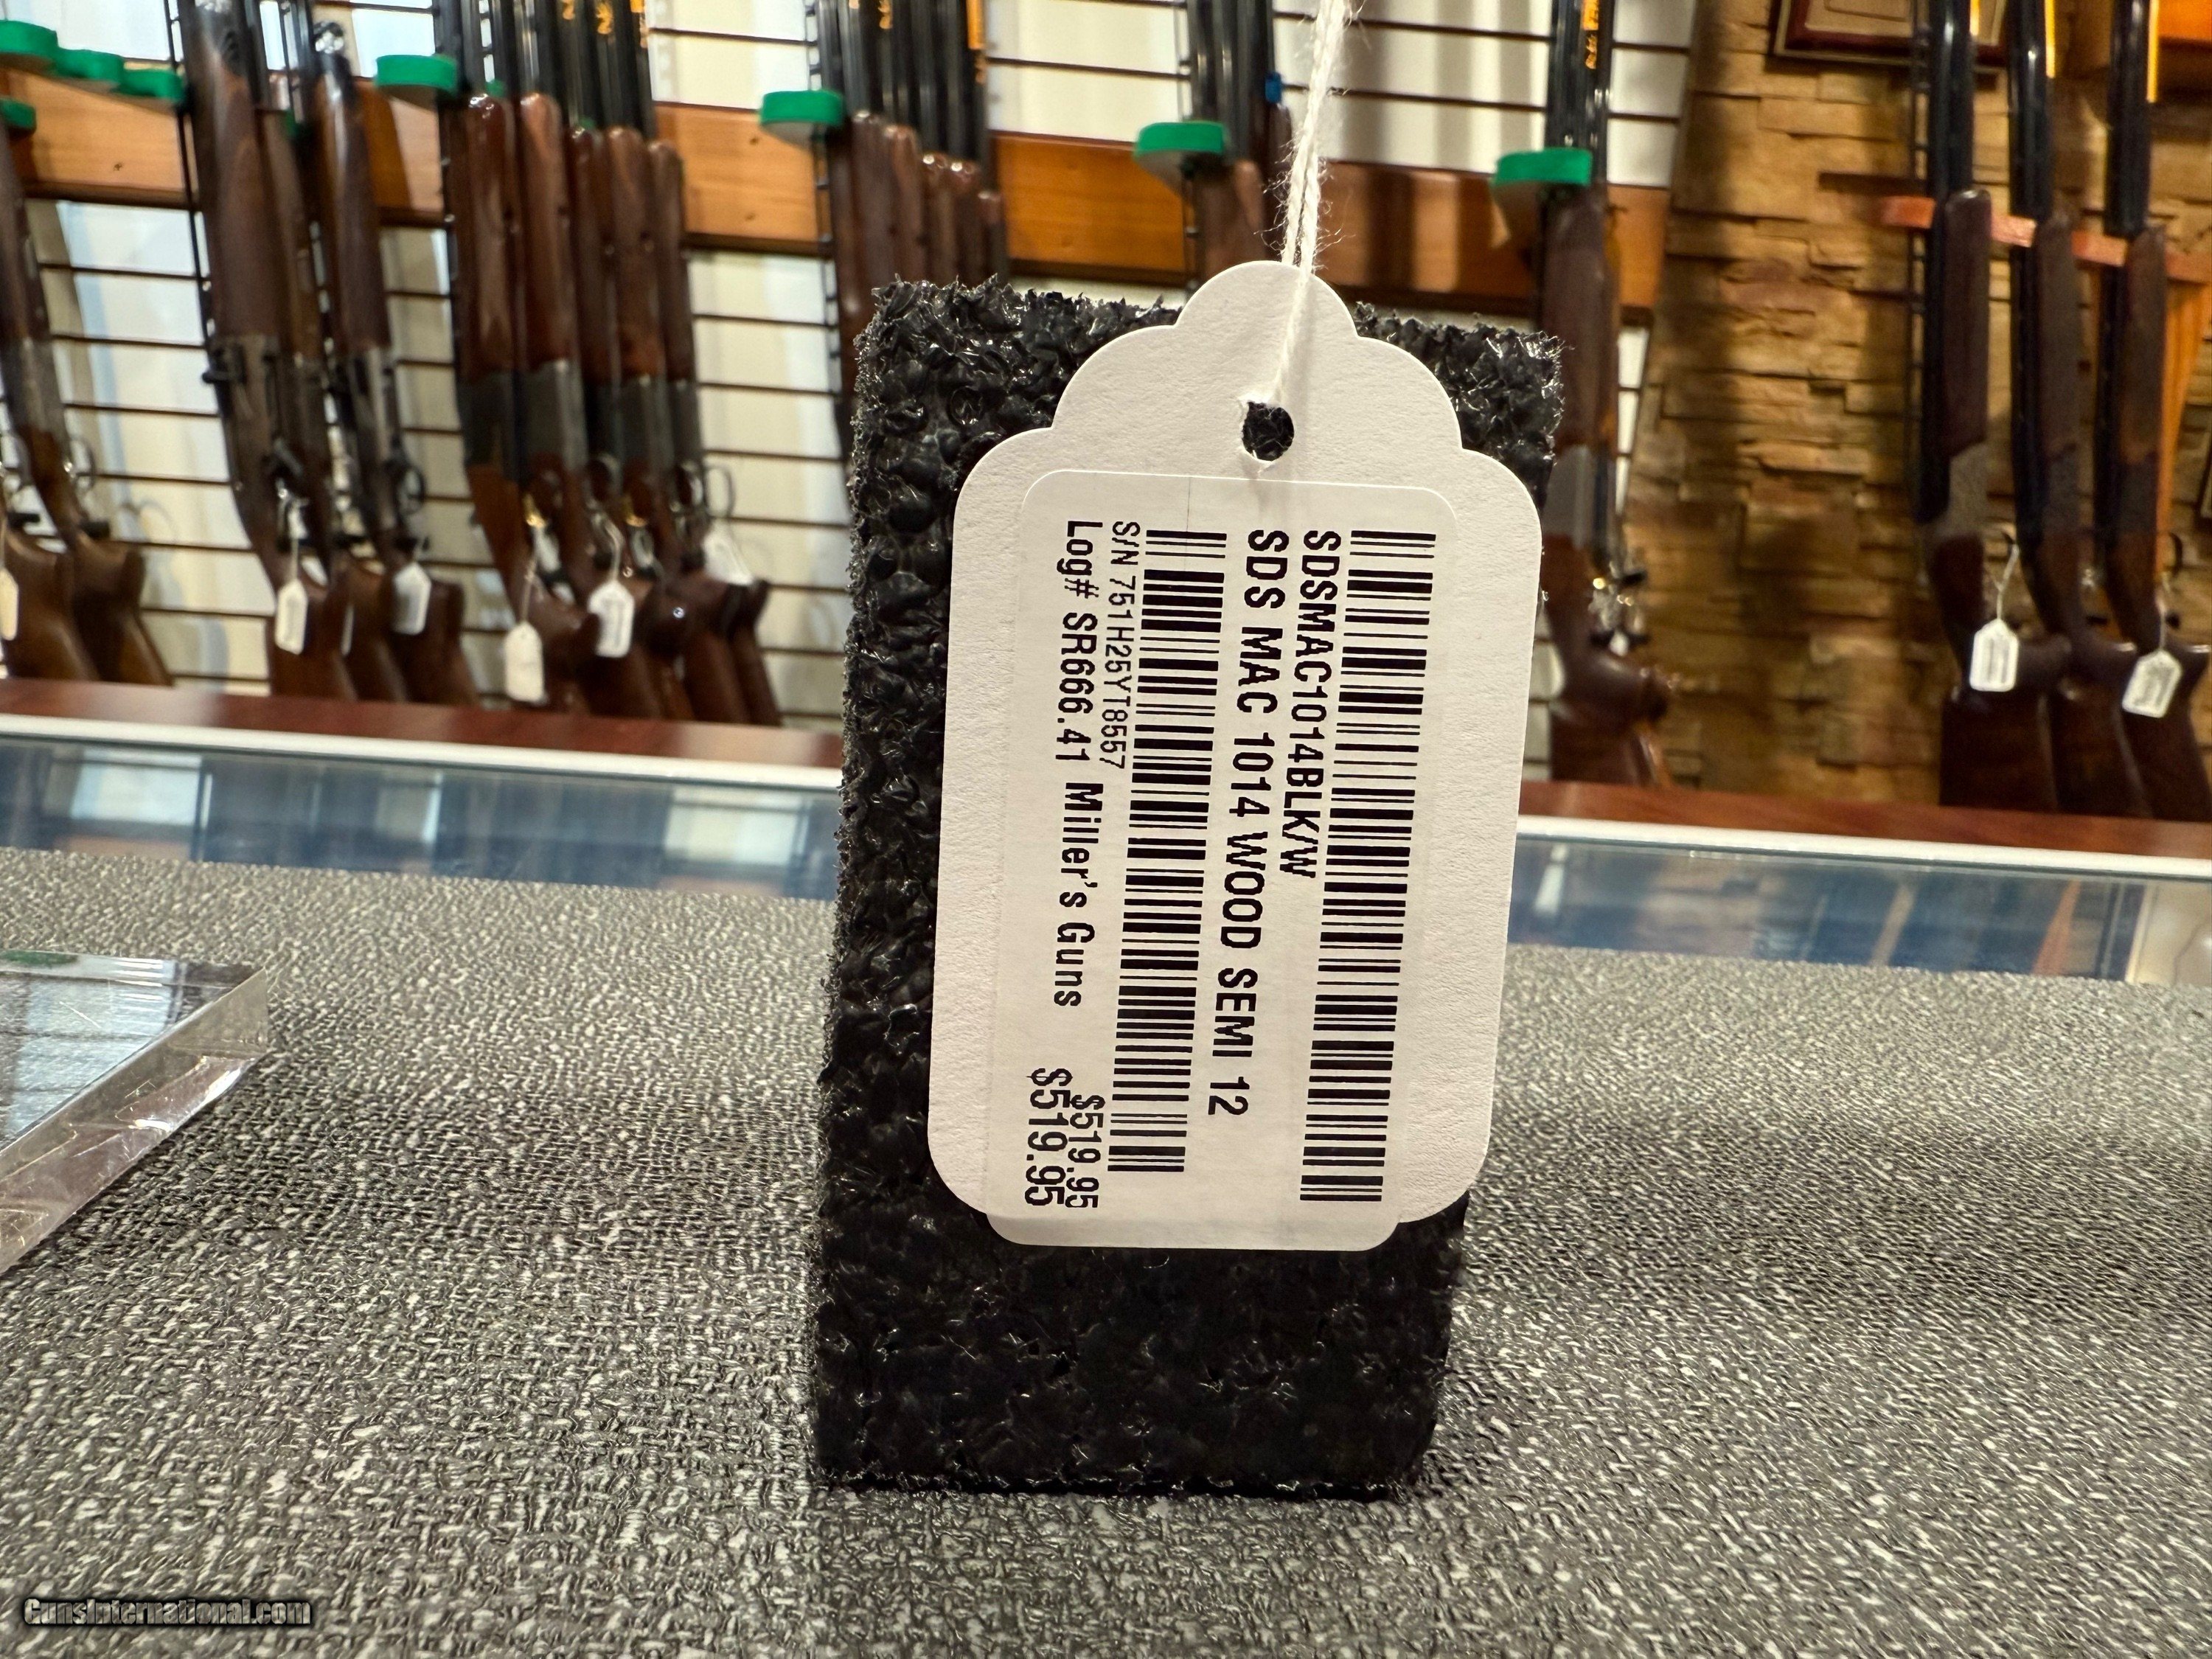 SDSMAC1014BLK/W
SDS MAC 1014 WOOD SEMI 12
S/N 751H25YT8557
$519.95
Log# SR666.41 Miller's Guns
$519.95
GunsInternational.com